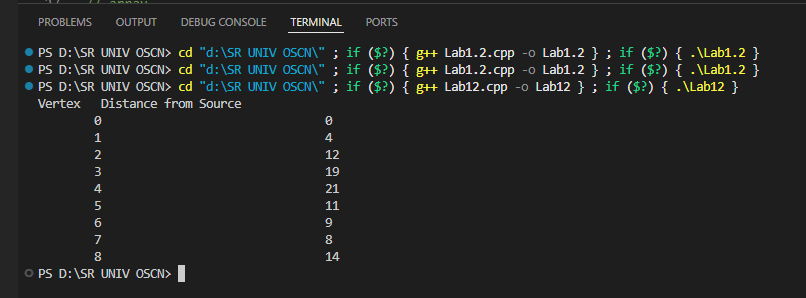 // array
PROBLEMS OUTPUT DEBUG CONSOLE TERMINAL PORTS
PS D:\SR UNIV OSCN> cd "d:\SR UNIV OSCN\" ; if ($?) { g++ Lab1.2.cpp -o Lab1.2 } ; if ($?) { .\Lab1.2 }
PS D:\SR UNIV OSCN> cd "d:\SR UNIV OSCN\" ; if ($?) { g++ Lab1.2.cpp -o Lab1.2 } ; if ($?) { .\Lab1.2 }
PS D:\SR UNIV OSCN> cd "d:\SR UNIV OSCN\" ; if ($?) { g++ Lab12.cpp -o Lab12 } ; if ($?) { .\Lab12 }
Vertex Distance from Source
0 0
1 4
2 12
3 19
4 21
5 11
6 9
7 8
8 14
PS D:\SR UNIV OSCN>